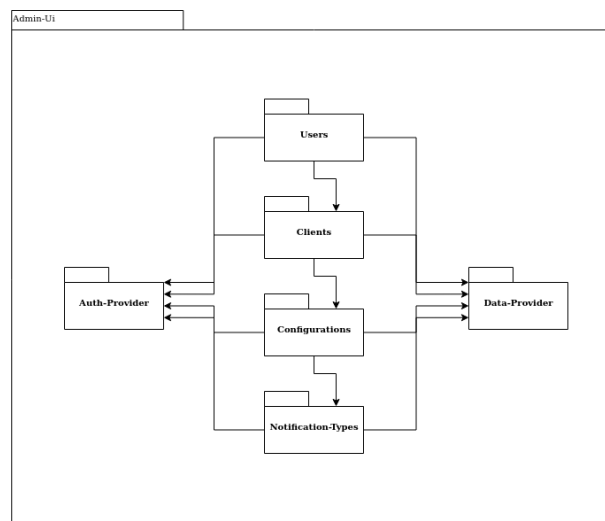 Admin-Ui
Users
Clients
Auth-Provider
Data-Provider
Configurations
Notification-Types